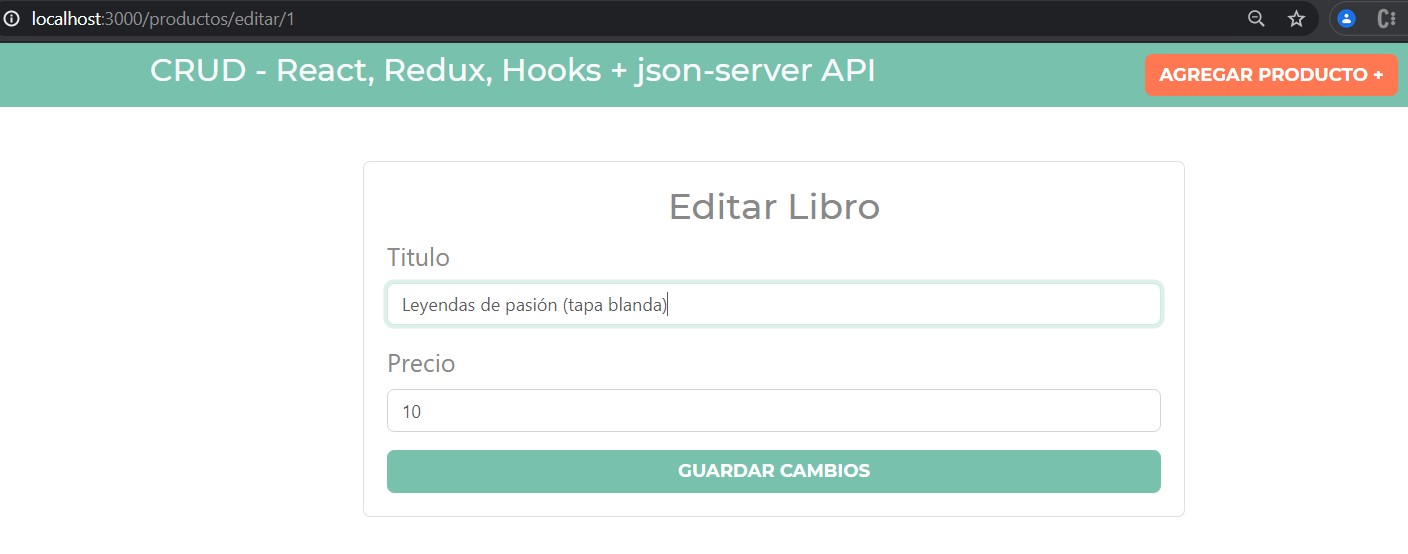 localhost:3000/productos/editar/1
CRUD - React, Redux, Hooks + json-server API
AGREGAR PRODUCTO +
Editar Libro
Titulo
Leyendas de pasión (tapa blanda)
Precio
10
GUARDAR CAMBIOS